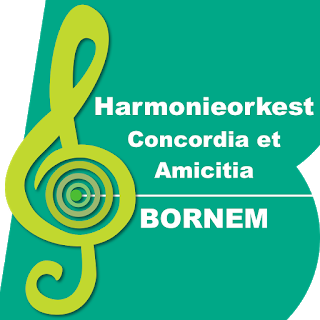 Harmonieorkest
Concordia et
Amicitia
BORNEM